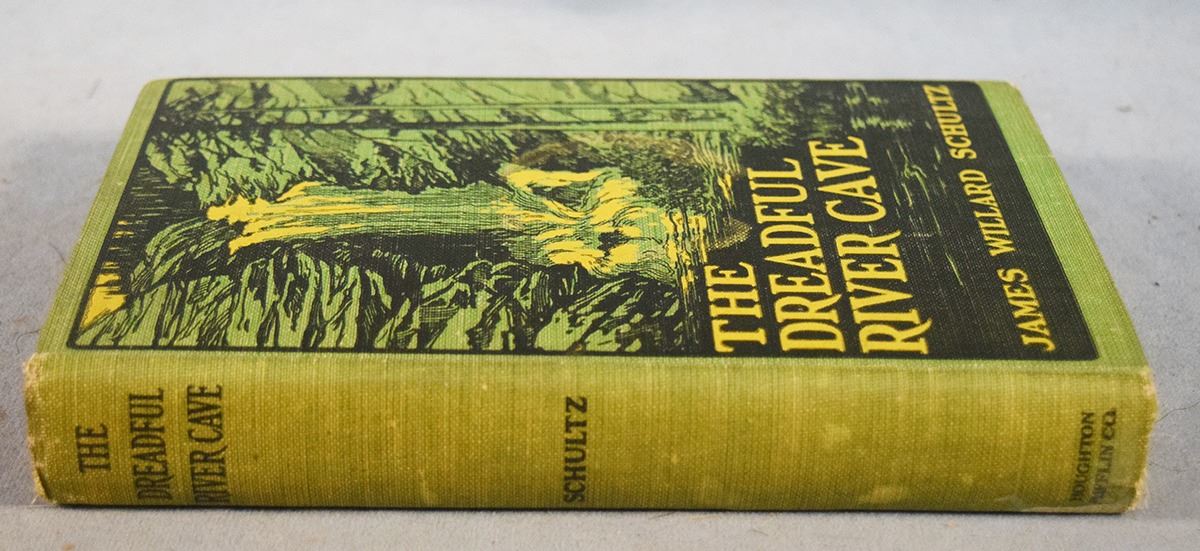 THE
DREADFUL
RIVER CAVE
JAMES WILLARD SCHULTZ
THE
DREADFUL
RIVER CAVE
SCHULTZ
HOUGHTON
MIFFLIN CO.